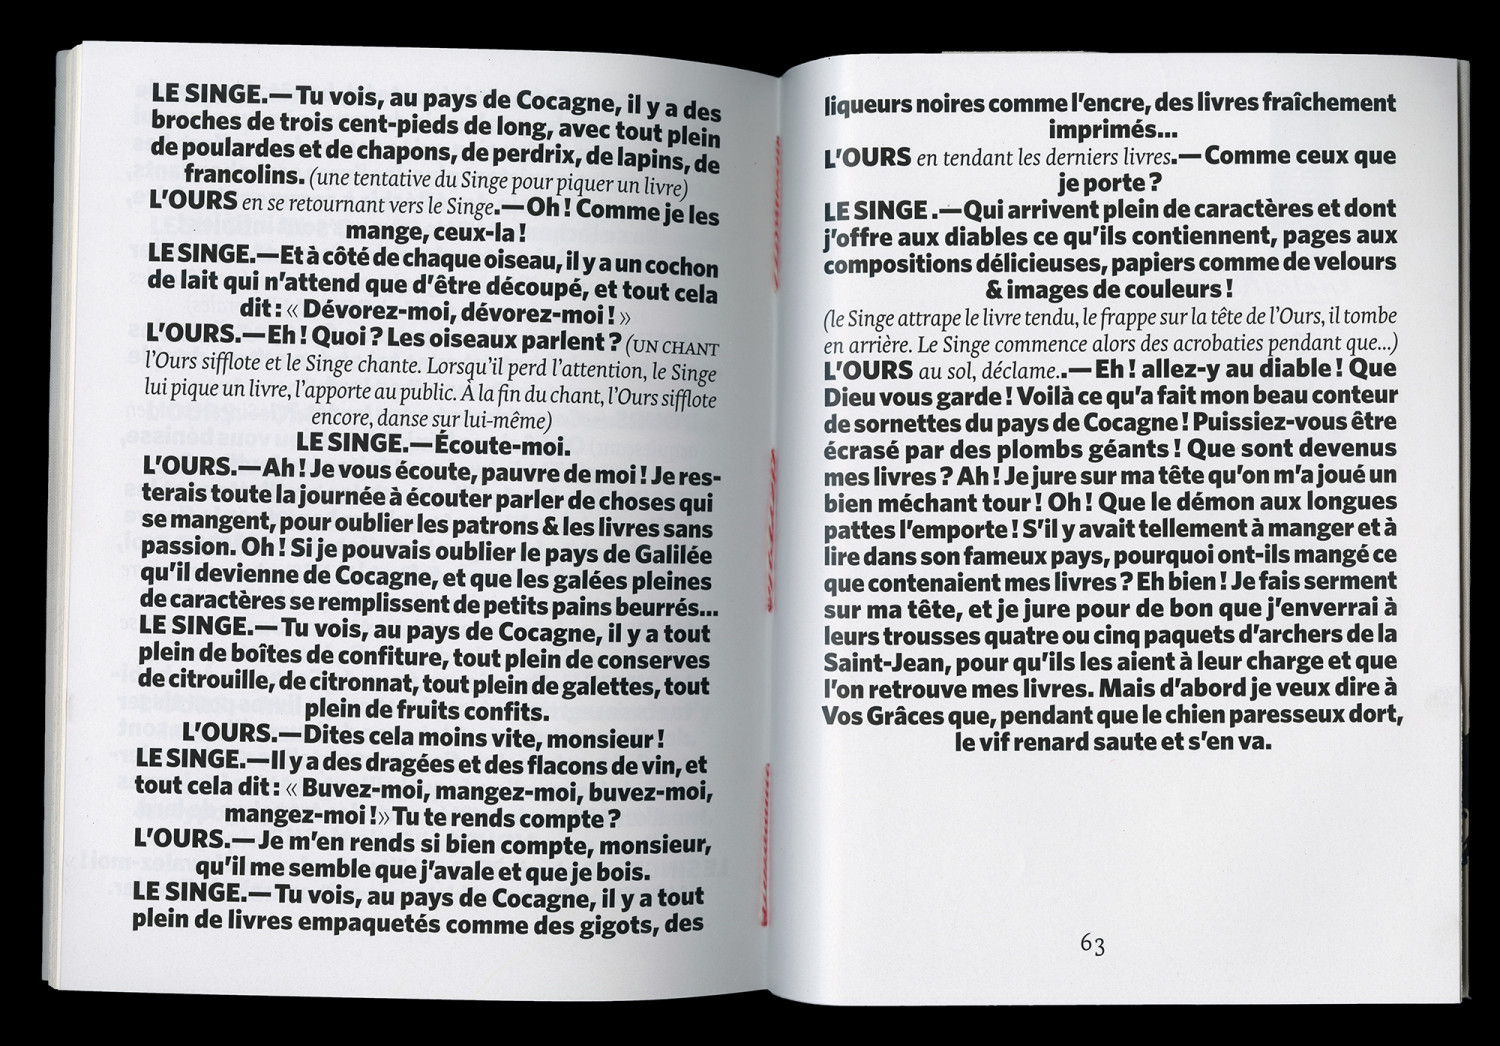 LE SINGE.—Tu vois, au pays de Cocagne, il y a des
broches de trois cent-pieds de long, avec tout plein
de poulardes et de chapons, de perdrix, de lapins, de
francolins. (une tentative du Singe pour piquer un livre)
L'OURS en se retournant vers le Singe.—Oh ! Comme je les
mange, ceux-la !
LE SINGE.—Et à côté de chaque oiseau, il y a un cochon
de lait qui n'attend que d'être découpé, et tout cela
dit : « Dévorez-moi, dévorez-moi ! »
L'OURS.—Eh ! Quoi ? Les oiseaux parlent ? (UN CHANT
l'Ours sifflote et le Singe chante. Lorsqu'il perd l'attention, le Singe
lui pique un livre, l'apporte au public. À la fin du chant, l'Ours sifflote
encore, danse sur lui-même)
LE SINGE.—Écoute-moi.
L'OURS.—Ah ! Je vous écoute, pauvre de moi ! Je res-
terais toute la journée à écouter parler de choses qui
se mangent, pour oublier les patrons & les livres sans
passion. Oh ! Si je pouvais oublier le pays de Galilée
qu'il devienne de Cocagne, et que les galées pleines
de caractères se remplissent de petits pains beurrés...
LE SINGE.—Tu vois, au pays de Cocagne, il y a tout
plein de boîtes de confiture, tout plein de conserves
de citrouille, de citronnat, tout plein de galettes, tout
plein de fruits confits.
L'OURS.—Dites cela moins vite, monsieur !
LE SINGE.—Il y a des dragées et des flacons de vin, et
tout cela dit : « Buvez-moi, mangez-moi, buvez-moi,
mangez-moi !» Tu te rends compte ?
L'OURS.—Je m'en rends si bien compte, monsieur,
qu'il me semble que j'avale et que je bois.
LE SINGE.—Tu vois, au pays de Cocagne, il y a tout
plein de livres empaquetés comme des gigots, des
liqueurs noires comme l'encre, des livres fraîchement
imprimés...
L'OURS en tendant les derniers livres.—Comme ceux que
je porte ?
LE SINGE .—Qui arrivent plein de caractères et dont
j'offre aux diables ce qu'ils contiennent, pages aux
compositions délicieuses, papiers comme de velours
& images de couleurs !
(le Singe attrape le livre tendu, le frappe sur la tête de l'Ours, il tombe
en arrière. Le Singe commence alors des acrobaties pendant que...)
L'OURS au sol, déclame..—Eh ! allez-y au diable ! Que
Dieu vous garde ! Voilà ce qu'a fait mon beau conteur
de sornettes du pays de Cocagne ! Puissiez-vous être
écrasé par des plombs géants ! Que sont devenus
mes livres ? Ah ! Je jure sur ma tête qu'on m'a joué un
bien méchant tour ! Oh ! Que le démon aux longues
pattes l'emporte ! S'il y avait tellement à manger et à
lire dans son fameux pays, pourquoi ont-ils mangé ce
que contenaient mes livres ? Eh bien ! Je fais serment
sur ma tête, et je jure pour de bon que j'enverrai à
leurs trousses quatre ou cinq paquets d'archers de la
Saint-Jean, pour qu'ils les aient à leur charge et que
l'on retrouve mes livres. Mais d'abord je veux dire à
Vos Grâces que, pendant que le chien paresseux dort,
le vif renard saute et s'en va.
63